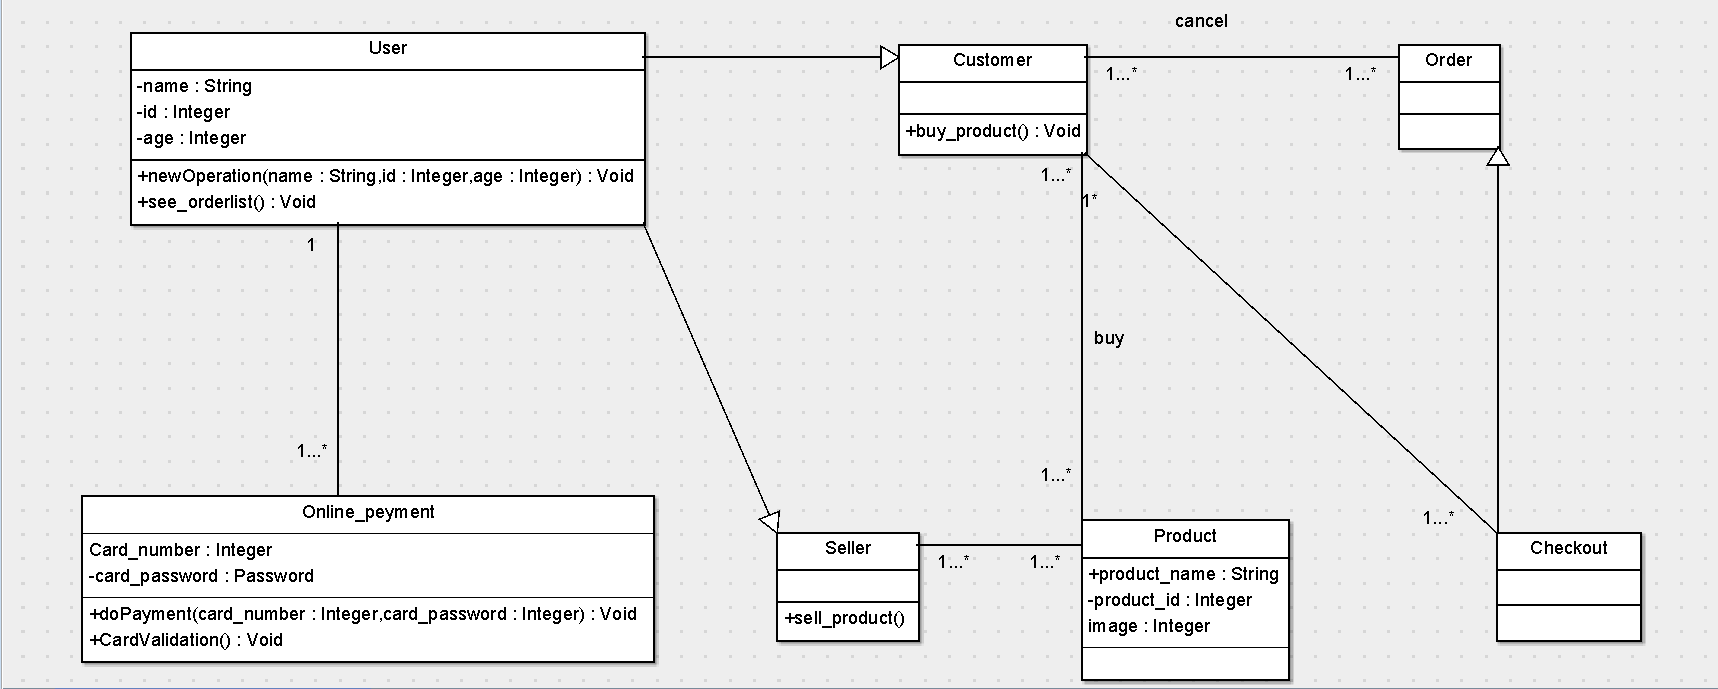 User
-name : String
-id : Integer
-age : Integer
+newOperation(name : String,id : Integer,age : Integer) : Void
+see_orderlist() : Void
Customer
+buy_product() : Void
cancel
1...*
1...*
Order
1...*
1*
buy
1...*
1
1...*
Online_peyment
Card_number : Integer
-card_password : Password
+doPayment(card_number : Integer,card_password : Integer) : Void
+CardValidation() : Void
Seller
+sell_product()
1...*
1...*
Product
+product_name : String
-product_id : Integer
image : Integer
1...*
Checkout